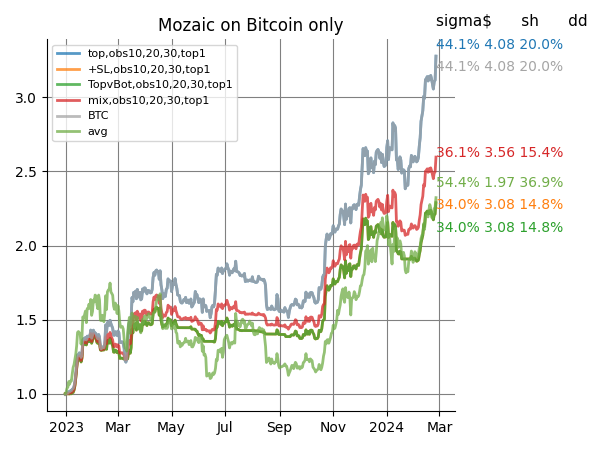 Mozaic on Bitcoin only
sigma$ sh dd
44.1% 4.08 20.0%
44.1% 4.08 20.0%
36.1% 3.56 15.4%
54.4% 1.97 36.9%
34.0% 3.08 14.8%
34.0% 3.08 14.8%
top,obs10,20,30,top1
+SL,obs10,20,30,top1
TopvBot,obs10,20,30,top1
mix,obs10,20,30,top1
BTC
avg
3.0
2.5
2.0
1.5
1.0
2023 Mar May Jul Sep Nov 2024 Mar